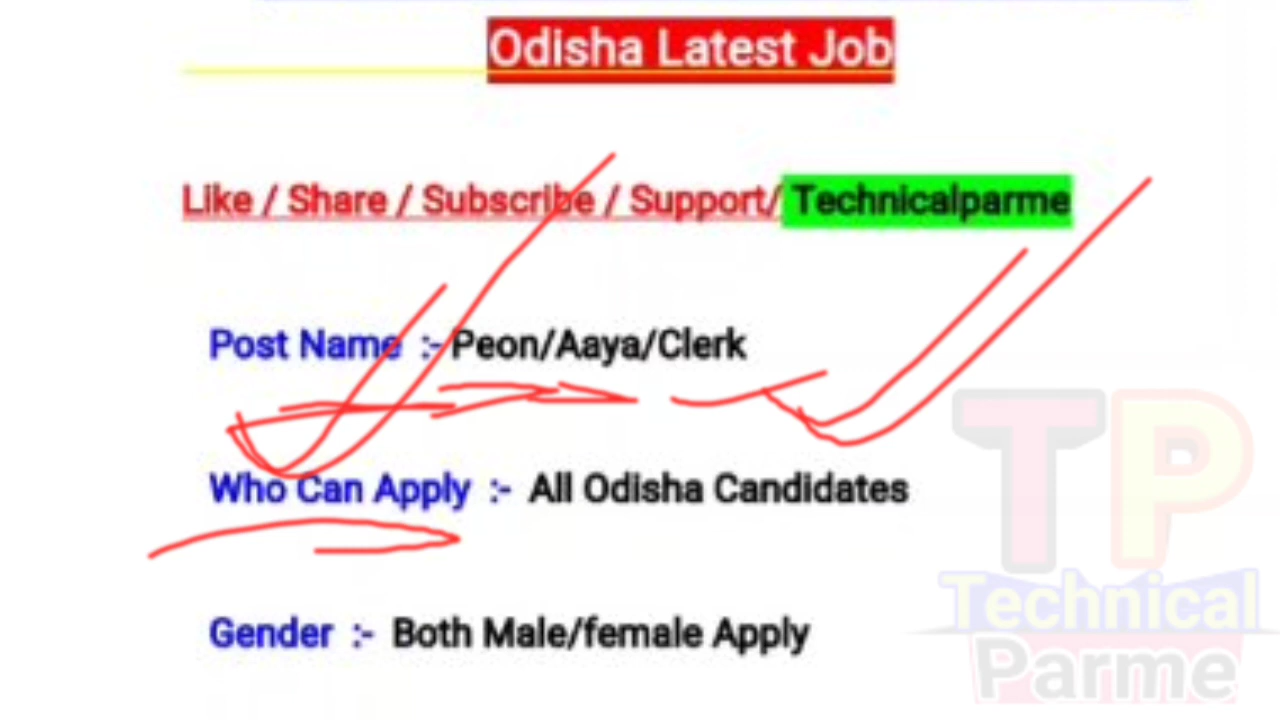 Odisha Latest Job
Like / Share / Subscribe / Support/ Technicalparme
Post Name :- Peon/Aaya/Clerk
Who Can Apply :- All Odisha Candidates
Gender :- Both Male/female Apply
TP
Technical
Parme